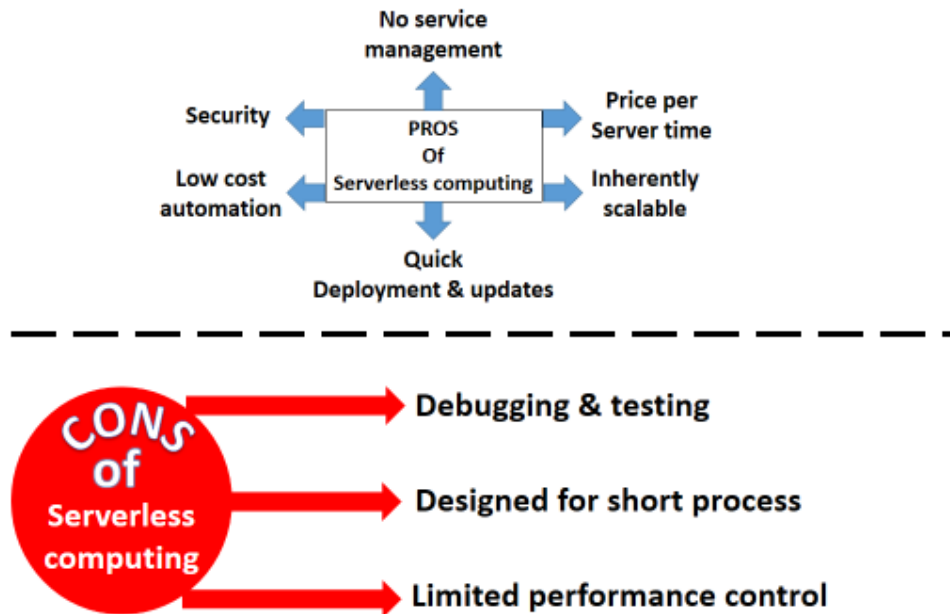 No service
management
Security
Price per
Server time
PROS
Of
Serverless computing
Low cost
automation
Inherently
scalable
Quick
Deployment & updates
CONS
of
Serverless
computing
Debugging & testing
Designed for short process
Limited performance control